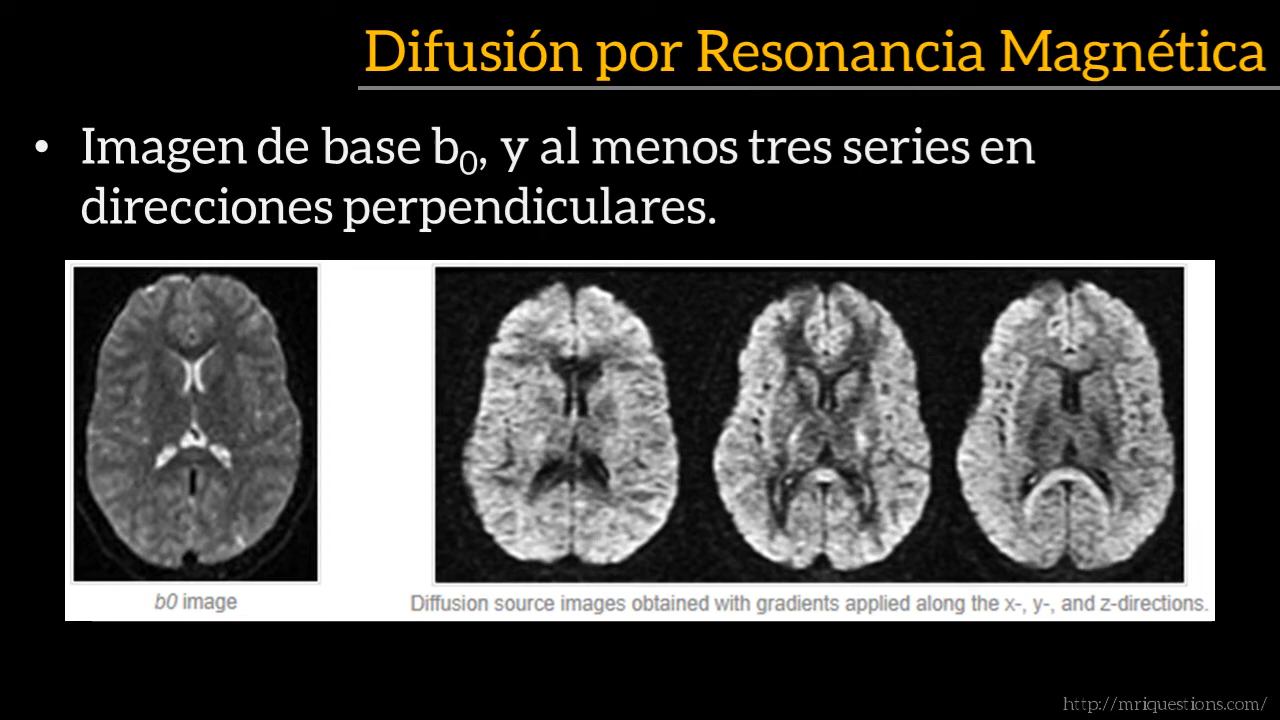 Difusión por Resonancia Magnética
• Imagen de base b₀, y al menos tres series en
direcciones perpendiculares.
b0 image
Diffusion source images obtained with gradients applied along the x-, y-, and z-directions.
http://mriquestions.com/